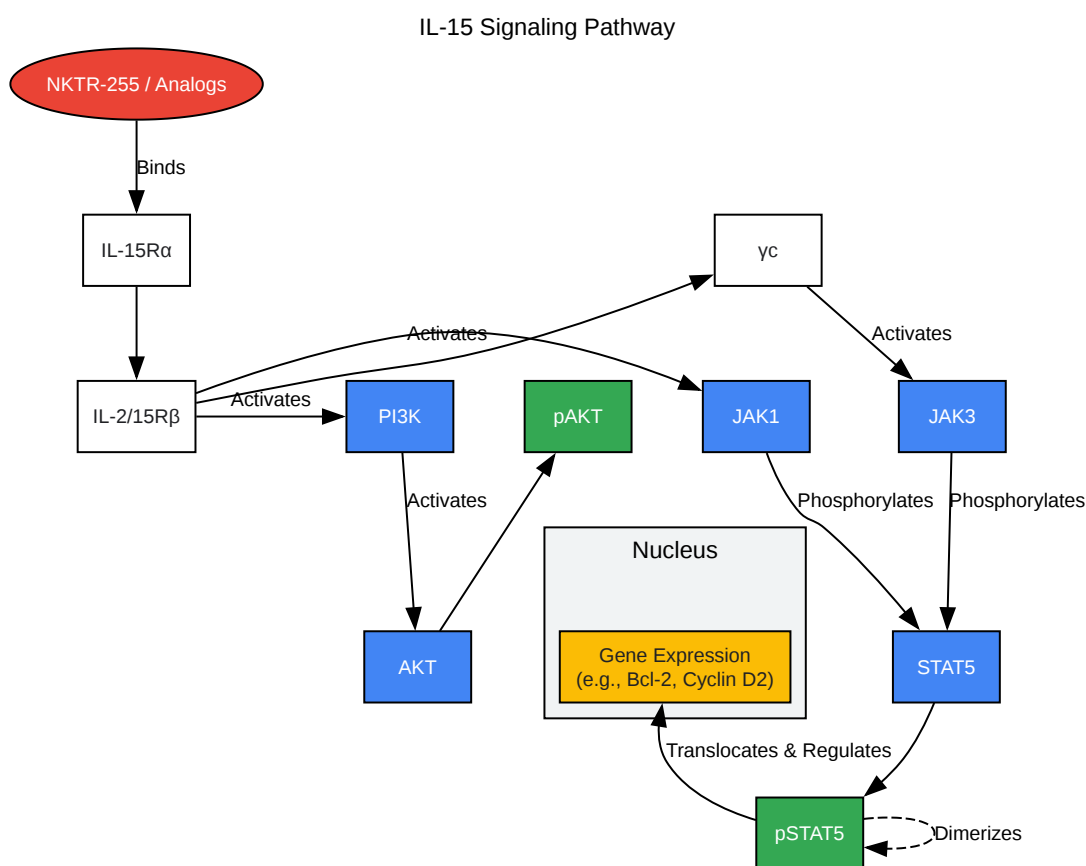 IL-15 Signaling Pathway
NKTR-255 / Analogs
Binds
IL-15Rα
γc
Activates
Activates
IL-2/15Rβ
Activates
PI3K
pAKT
JAK1
JAK3
Activates
Phosphorylates
Phosphorylates
Nucleus
AKT
Gene Expression
(e.g., Bcl-2, Cyclin D2)
STAT5
Translocates & Regulates
pSTAT5
Dimerizes